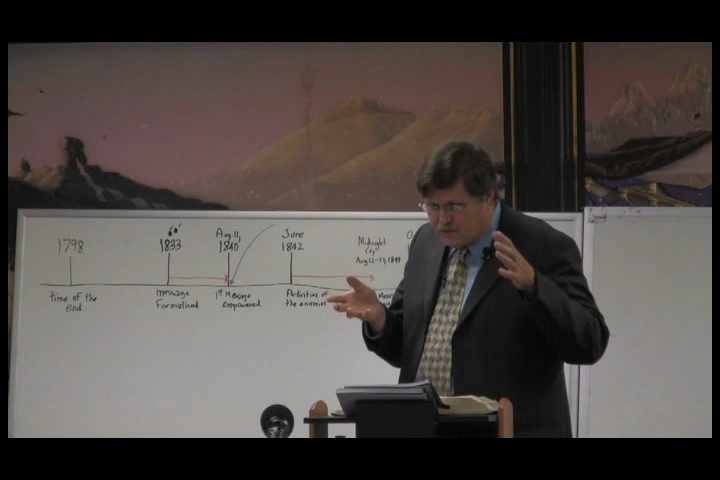 1798
time of the
end
1833
message
Formalized
Aug. 11,
1840
1st Message
Empowered
June
1842
Activities of
the enemies
Midnight
Cry
Aug 12-17, 1844